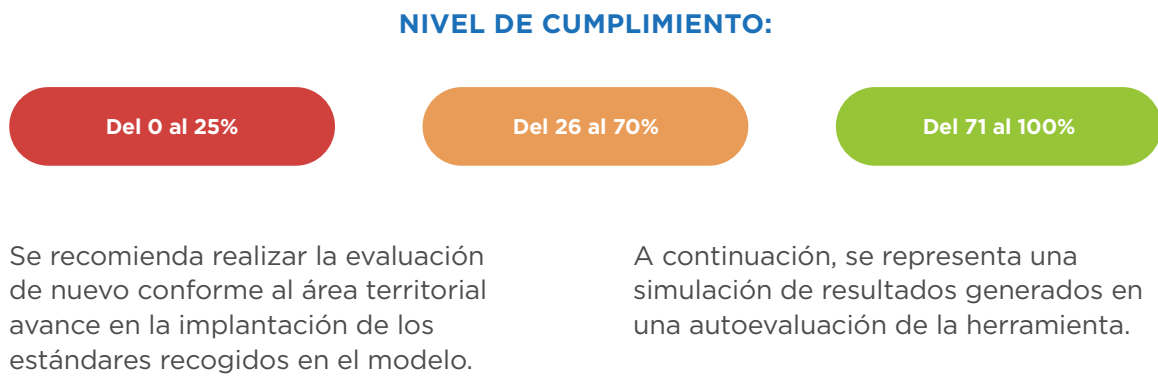 NIVEL DE CUMPLIMIENTO:
Del 0 al 25%
Del 26 al 70%
Del 71 al 100%
Se recomienda realizar la evaluación
de nuevo conforme al área territorial
avance en la implantación de los
estándares recogidos en el modelo.
A continuación, se representa una
simulación de resultados generados en
una autoevaluación de la herramienta.